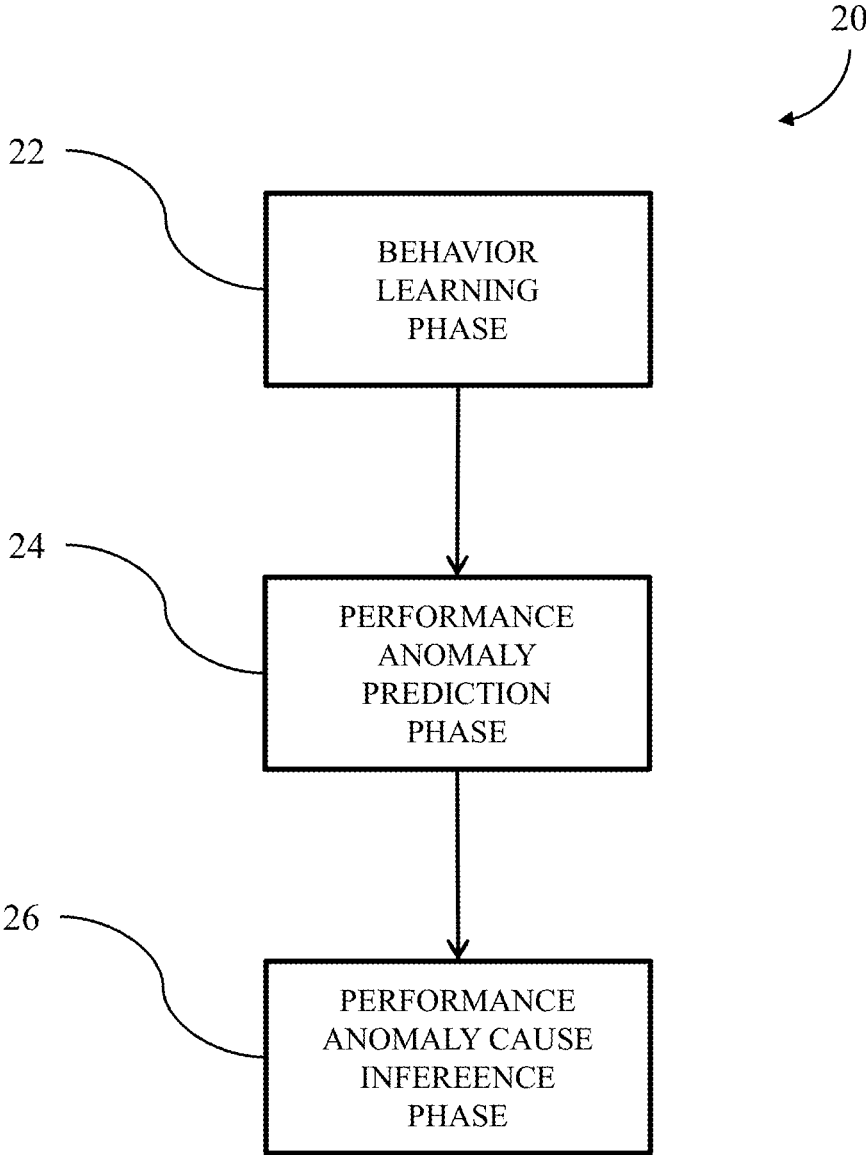 20
22
BEHAVIOR
LEARNING
PHASE
24
PERFORMANCE
ANOMALY
PREDICTION
PHASE
26
PERFORMANCE
ANOMALY CAUSE
INFEREENCE
PHASE